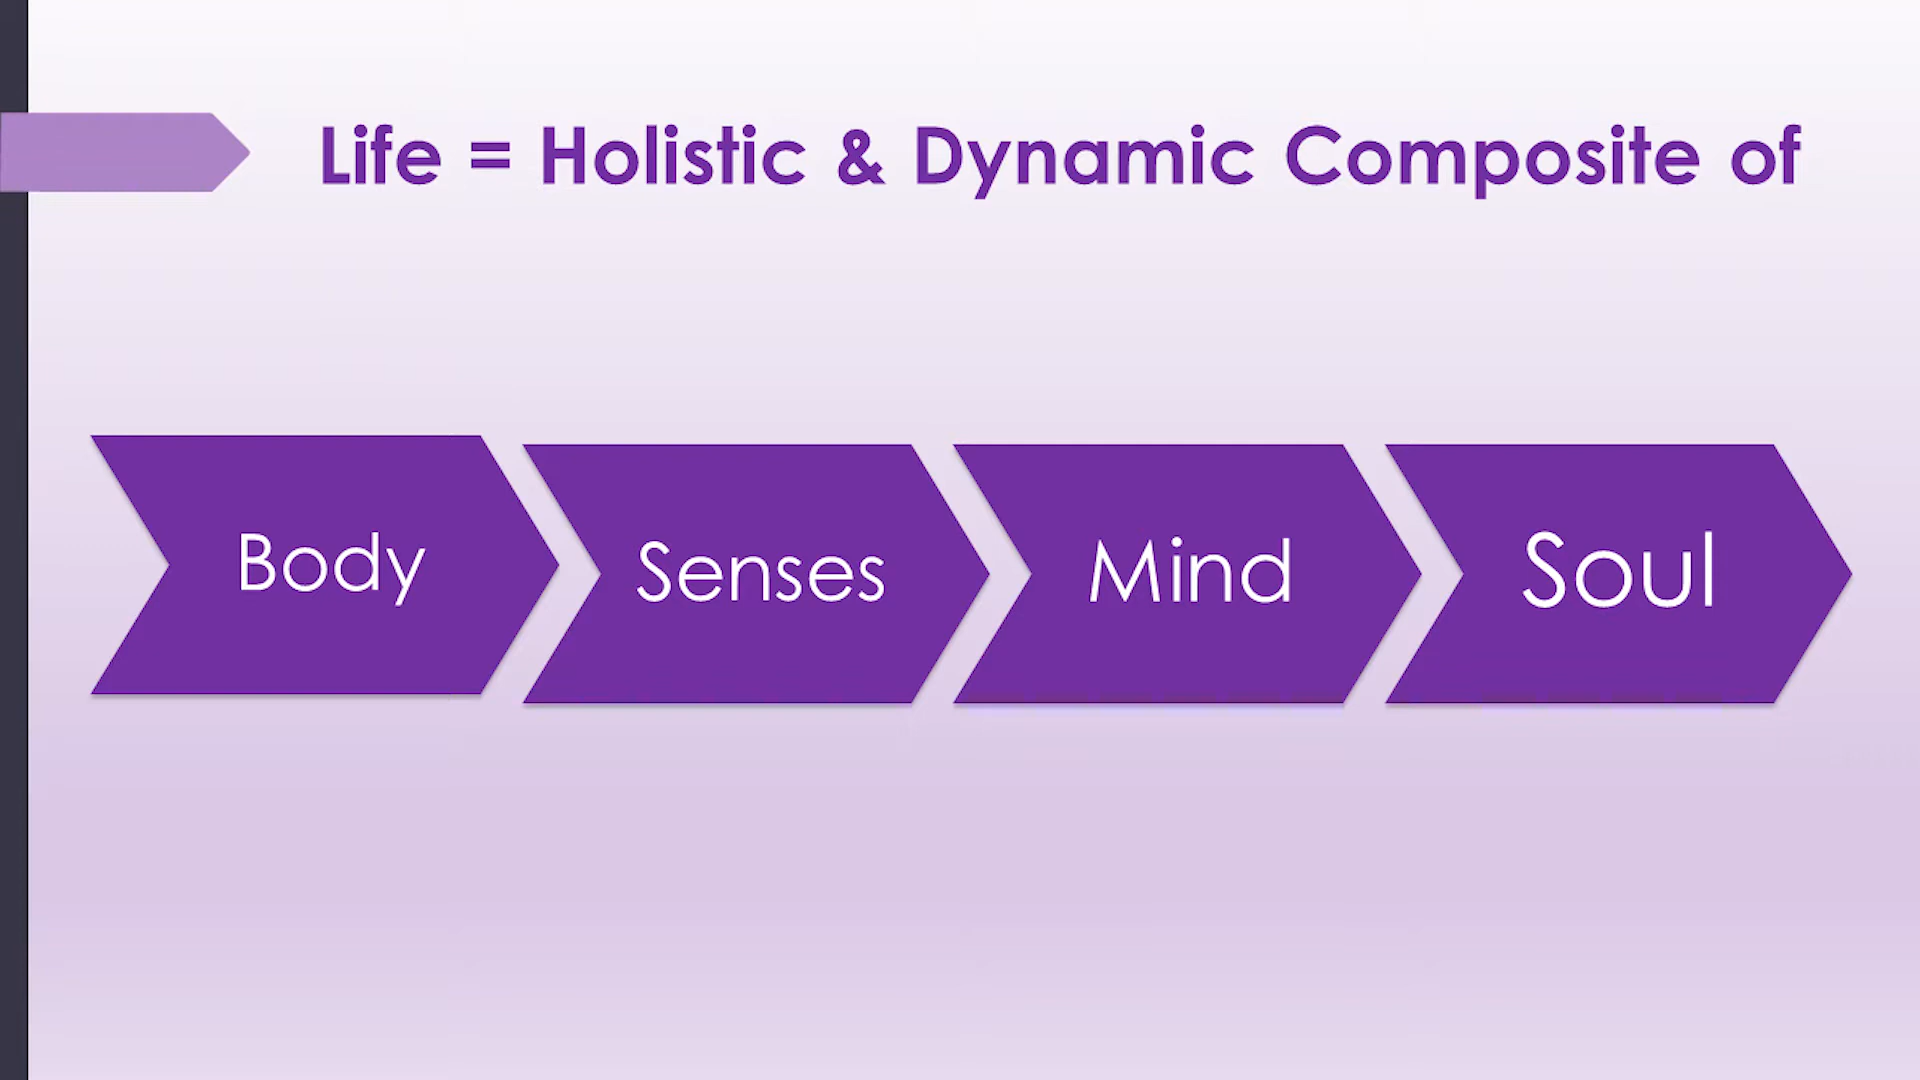 Life = Holistic & Dynamic Composite of
Body
Senses
Mind
Soul